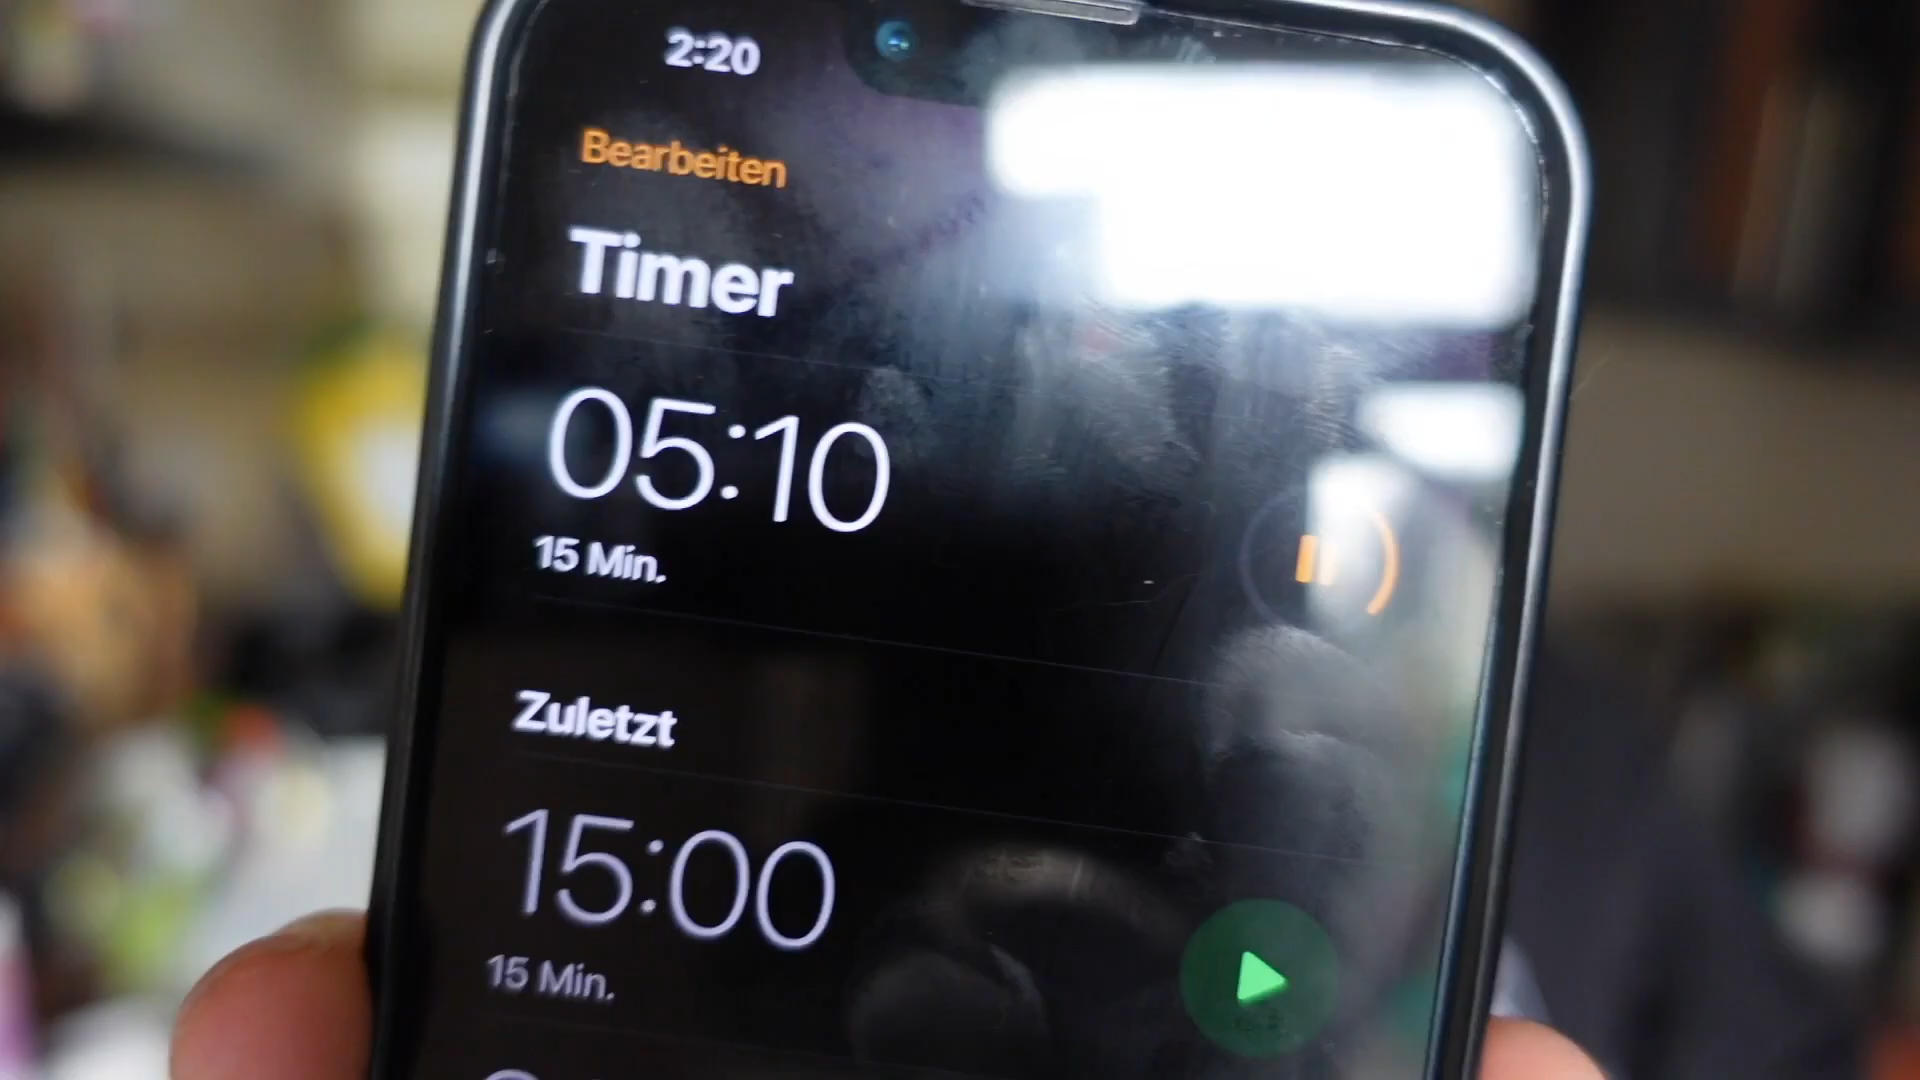 2:20
Bearbeiten
Timer
05:10
15 Min.
Zuletzt
15:00
15 Min.